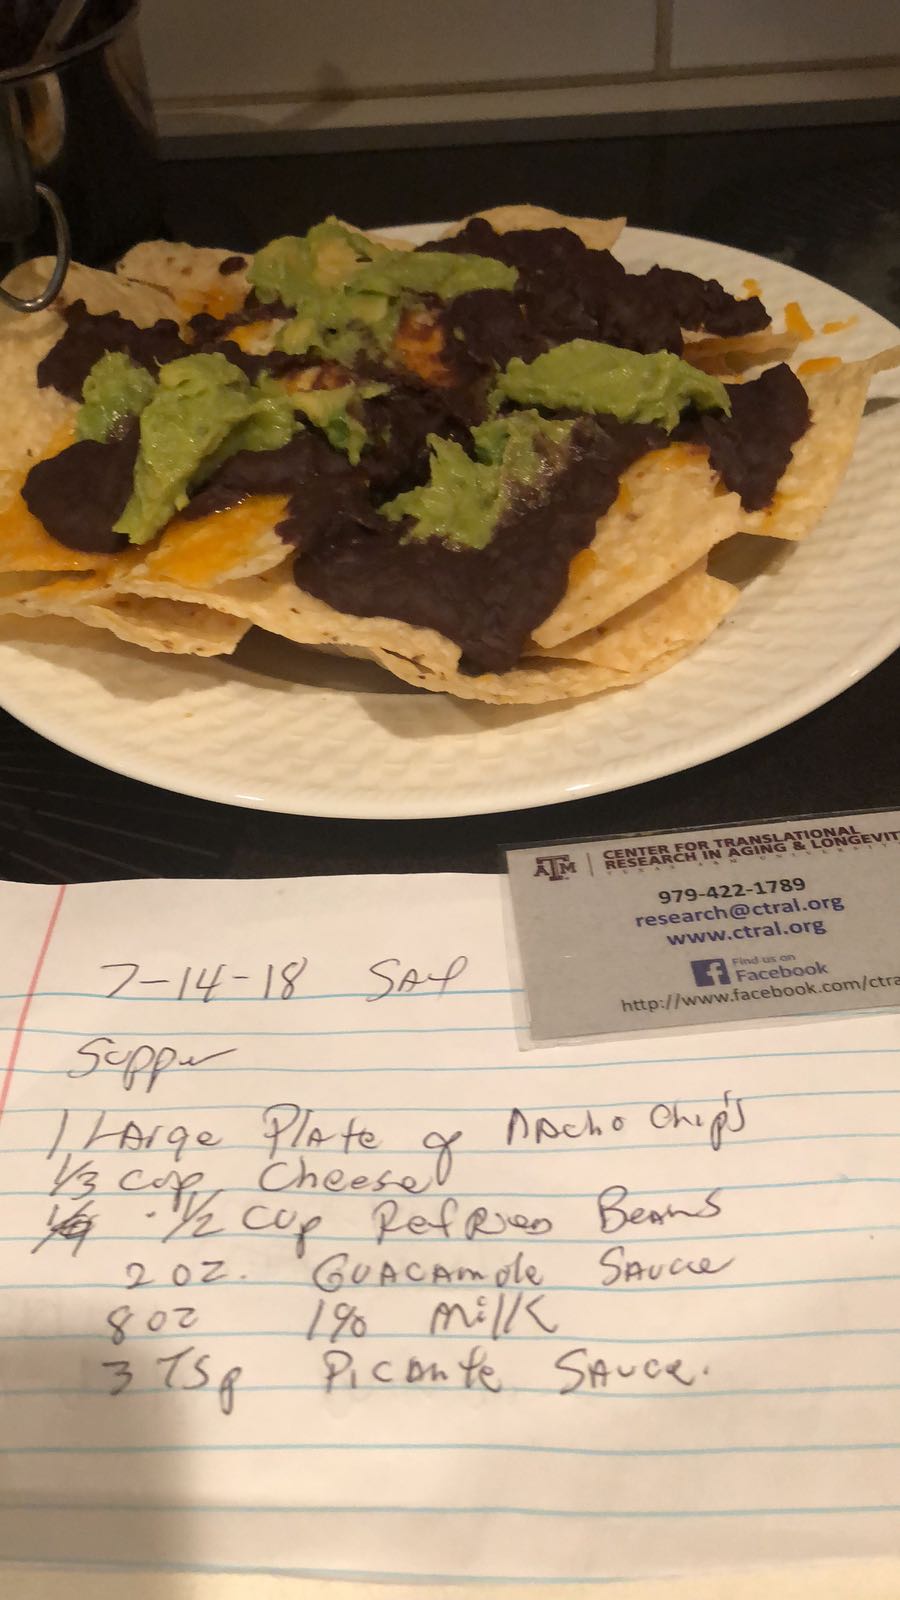 ATM | CENTER FOR TRANSLATIONAL
RESEARCH IN AGING & LONGEVIT
TEXAS A&M UNIVERSITY
979-422-1789
research@ctral.org
www.ctral.org
Find us on
Facebook
http://www.facebook.com/ctra
7-14-18 SAT
Supper
1 LArge PlAte of NAcho Chip's
1/3 cup Cheese
1/2 cup Refried Beans
2 oz. GUACAmole SAuce
8 oz 1% Milk
3 TSp PicAnte SAuce.